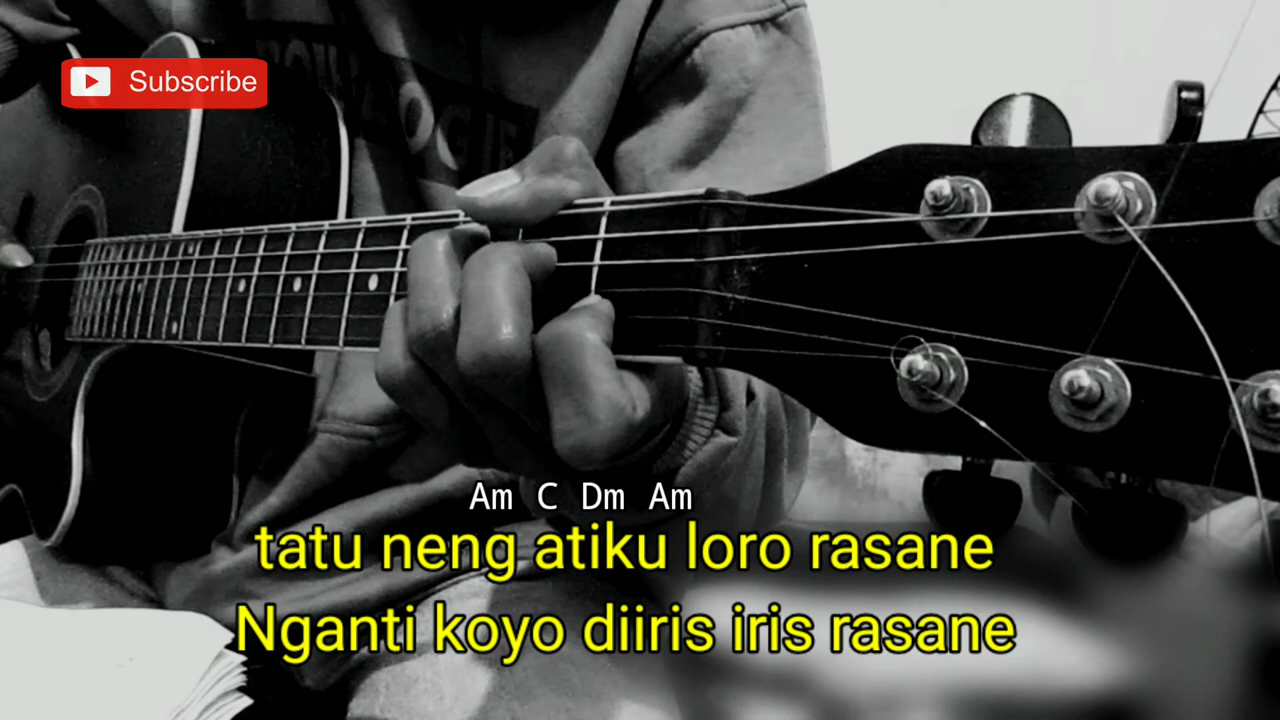 Subscribe
Am C Dm Am
tatu neng atiku loro rasane
Nganti koyo diiris iris rasane